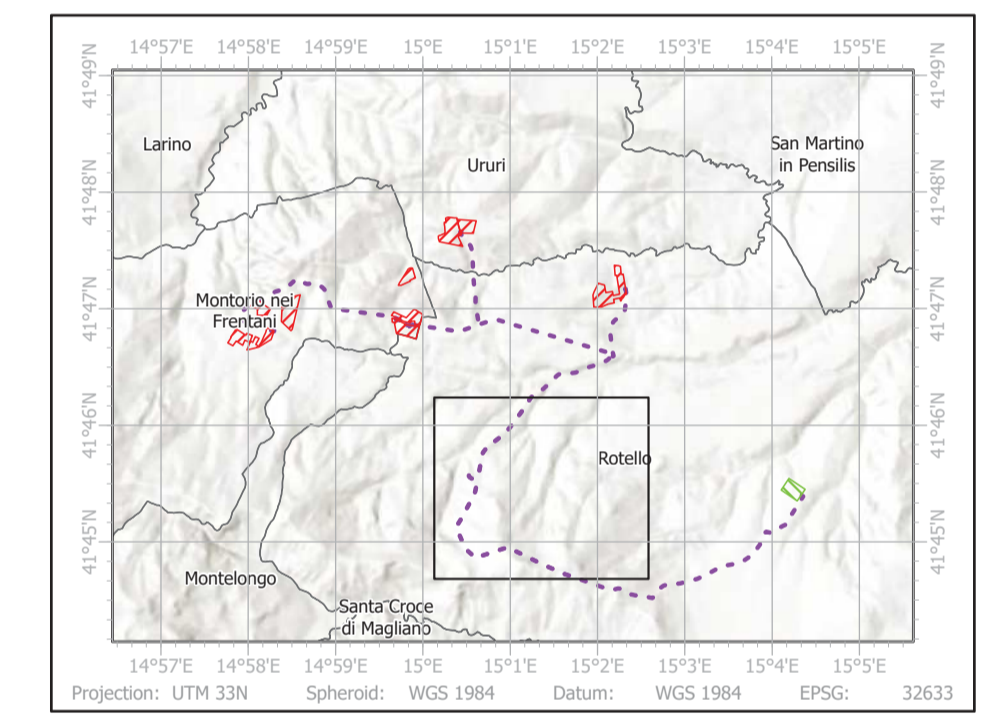 14°57'E 14°58'E 14°59'E 15°0'E 15°1'E 15°2'E 15°3'E 15°4'E 15°5'E
41°49'N 41°49'N
Larino
San Martino
in Pensilis
Ururi
41°48'N 41°48'N
Montorio nei
Frentani
41°47'N 41°47'N
41°46'N 41°46'N
Rotello
41°45'N 41°45'N
Montelongo
Santa Croce
di Magliano
14°57'E 14°58'E 14°59'E 15°0'E 15°1'E 15°2'E 15°3'E 15°4'E 15°5'E
Projection: UTM 33N Spheroid: WGS 1984 Datum: WGS 1984 EPSG: 32633